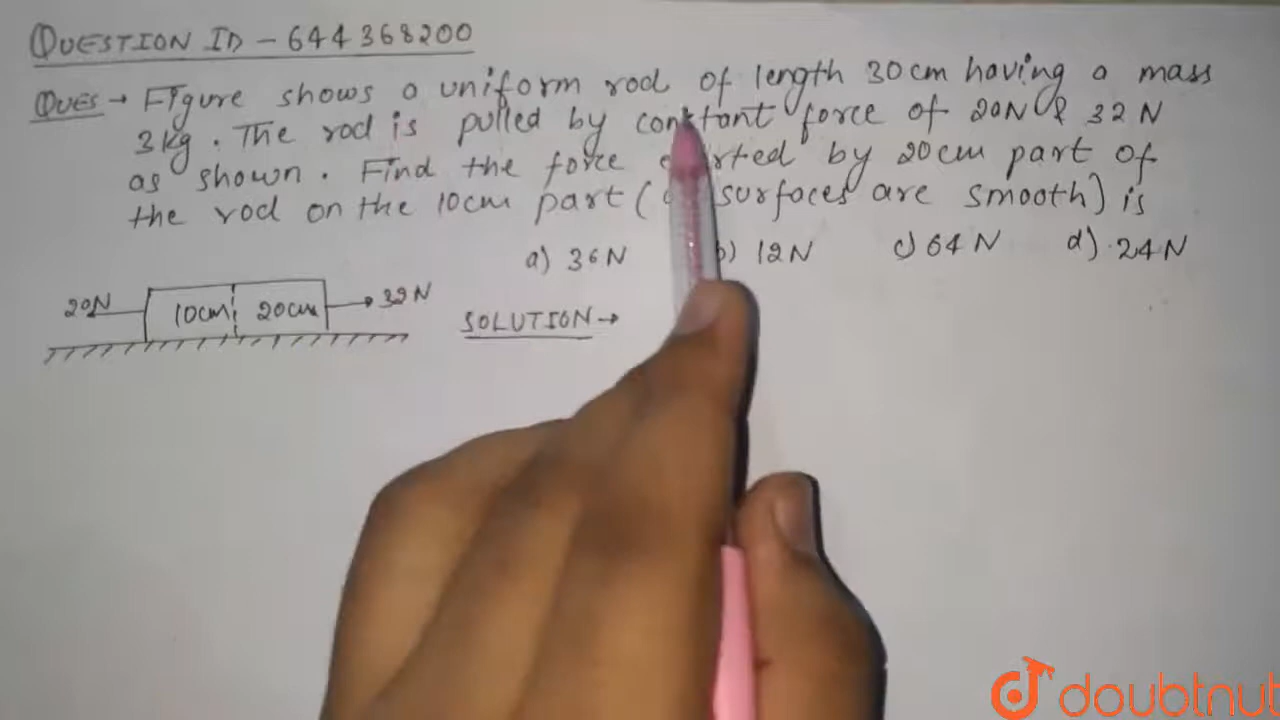 QUESTION ID - 644368200
QUES → Figure shows a uniform rod of length 30cm having a mass
3kg. The rod is pulled by constant force of 20N & 32N
as shown. Find the force by 20cm part of
the rod on the 10cm part ( surfaces are smooth) is
a) 36N b) 12N c) 64N d) 24N
20N 10cm 20cm 32N
SOLUTION →
doubtnut